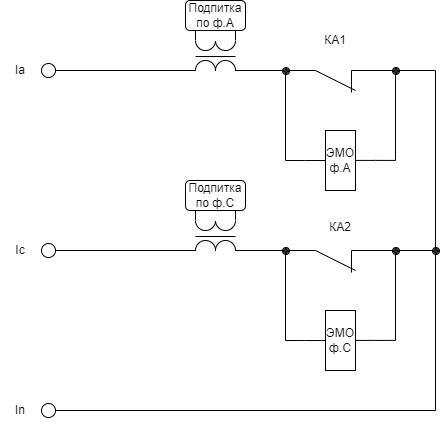 Подпитка
по ф.А
КА1
Ia
ЭМО
ф.А
Подпитка
по ф.С
КА2
Ic
ЭМО
ф.С
In